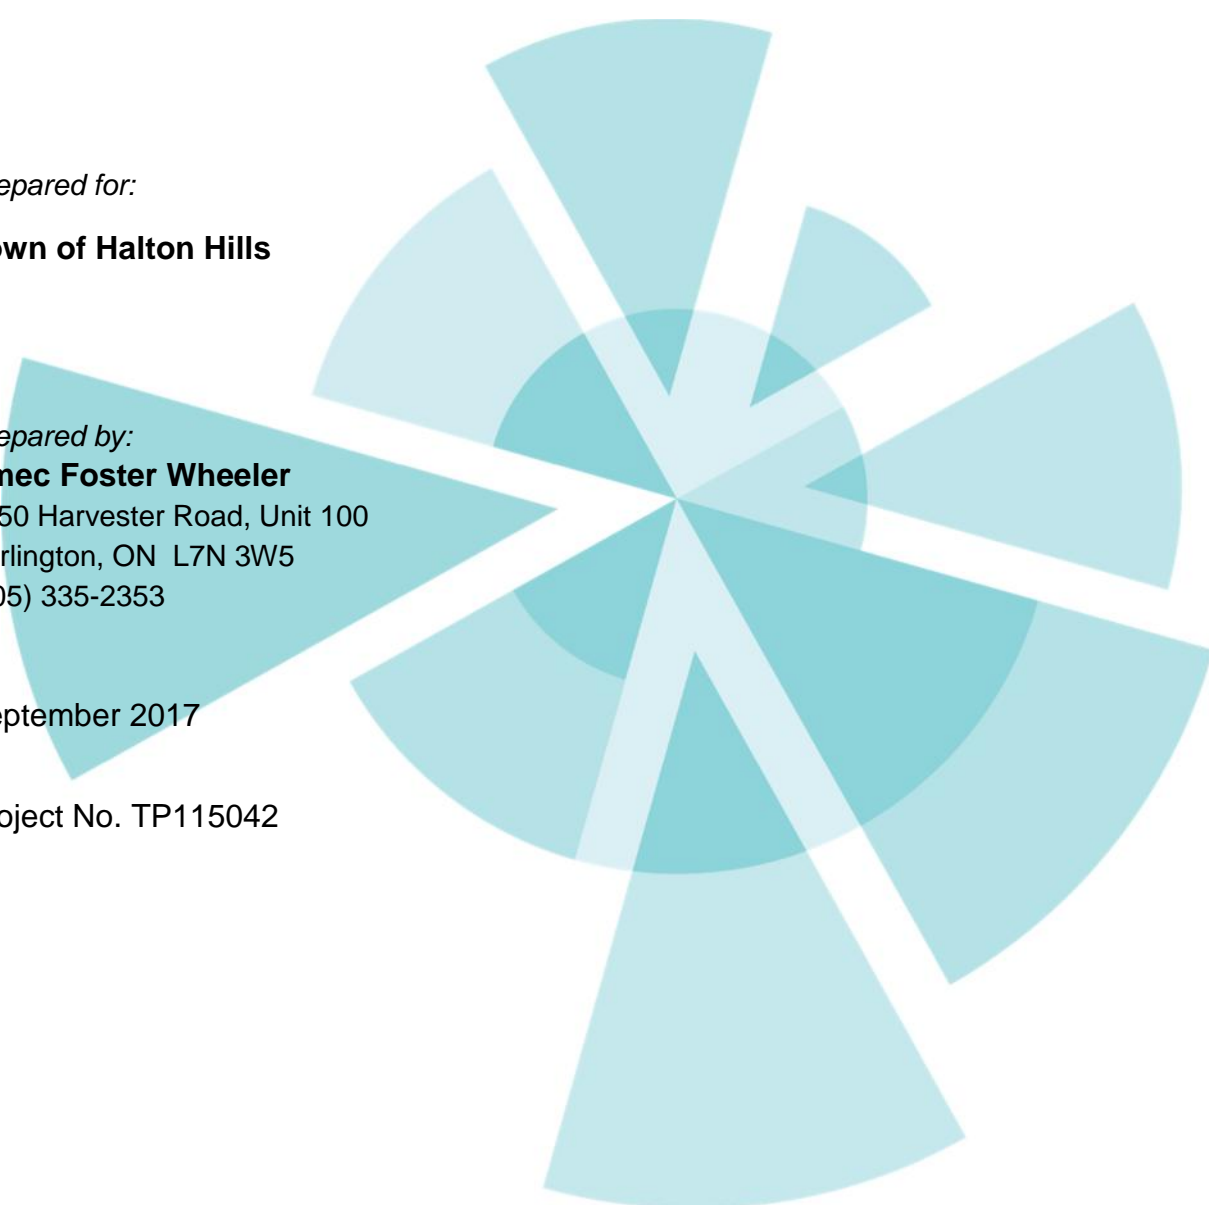 epared for:
own of Halton Hills
epared by:
mec Foster Wheeler
50 Harvester Road, Unit 100
rlington, ON L7N 3W5
05) 335-2353
eptember 2017
oject No. TP115042